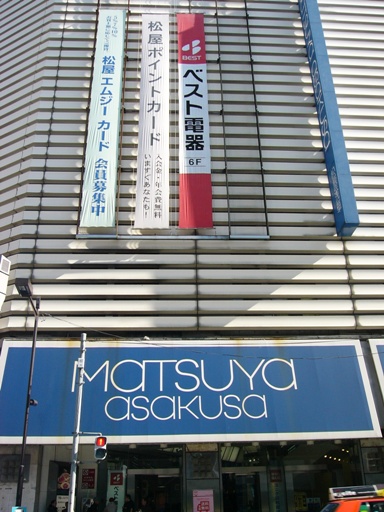 松屋エムジーカード 会員募集中
松屋ポイントカード
入会金・年会費無料
いますぐあなたも!
BEST
ベスト電器
6F
MATSUYA
asakusa